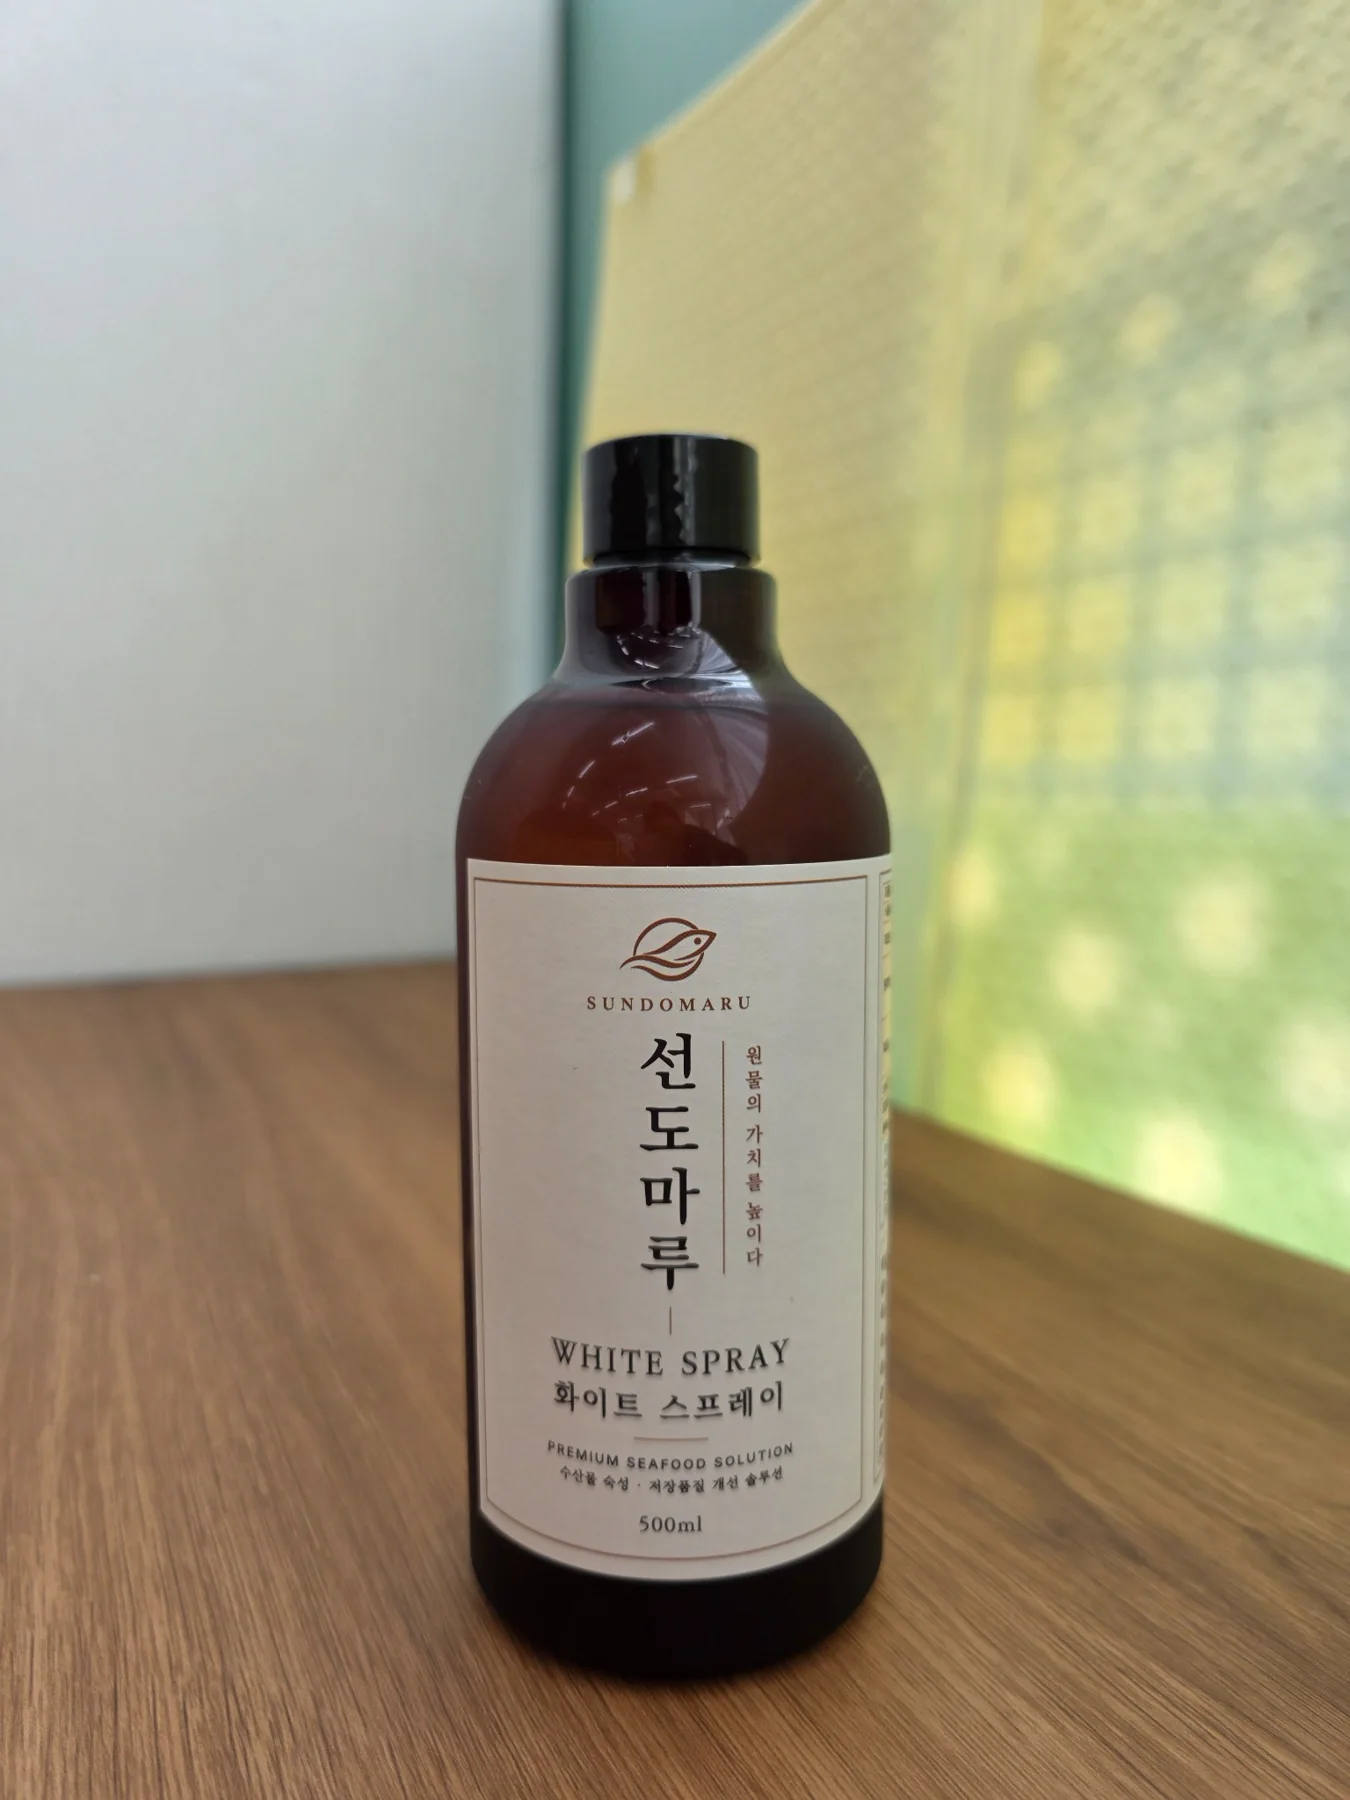 SUNDOMARU
선도마루
원물의 가치를 높이다
WHITE SPRAY
화이트 스프레이
PREMIUM SEAFOOD SOLUTION
수산물 숙성 · 저장품질 개선 솔루션
500ml